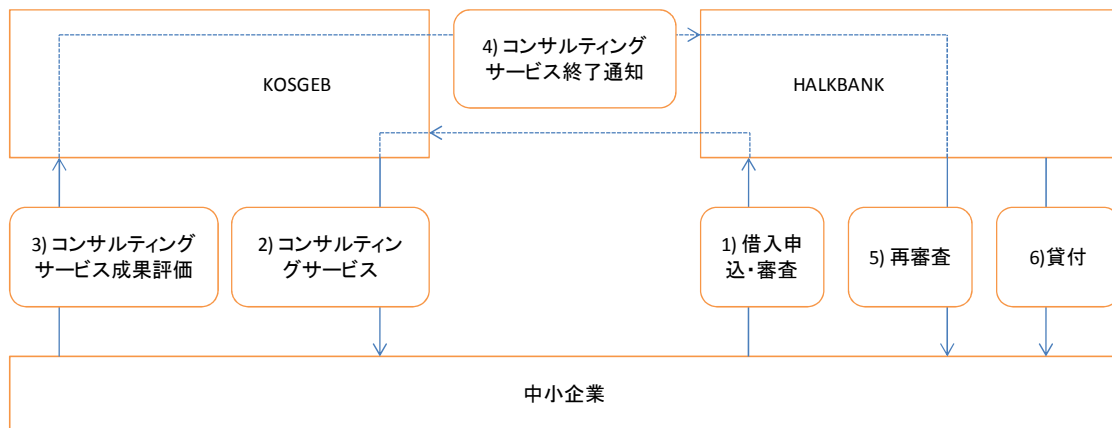 4) コンサルティング
サービス終了通知
KOSGEB
HALKBANK
3) コンサルティング
サービス成果評価
2) コンサルティン
グサービス
1) 借入申
込・審査
5) 再審査
6)貸付
中小企業